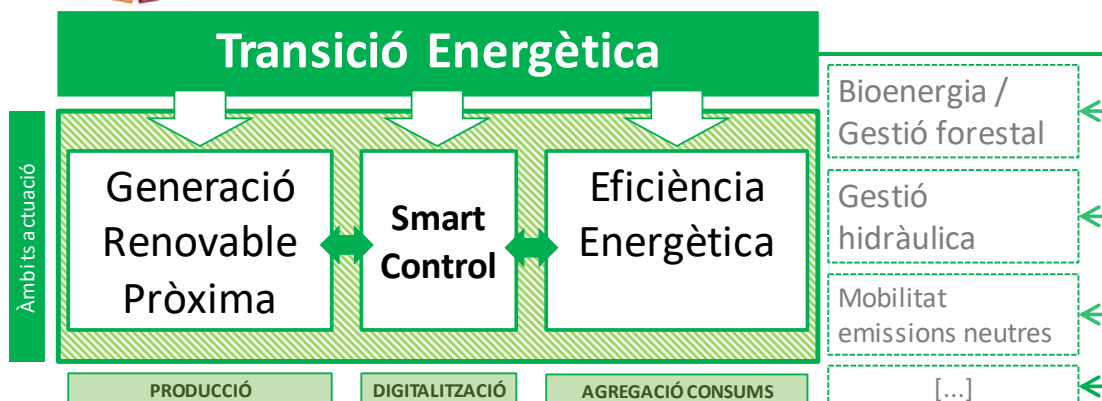 Transició Energètica
Àmbits actuació
Generació
Renovable
Pròxima
Smart
Control
Eficiència
Energètica
PRODUCCIÓ
DIGITALITZACIÓ
AGREGACIÓ CONSUMS
Bioenergia /
Gestió forestal
Gestió
hidràulica
Mobilitat
emissions neutres
[...]